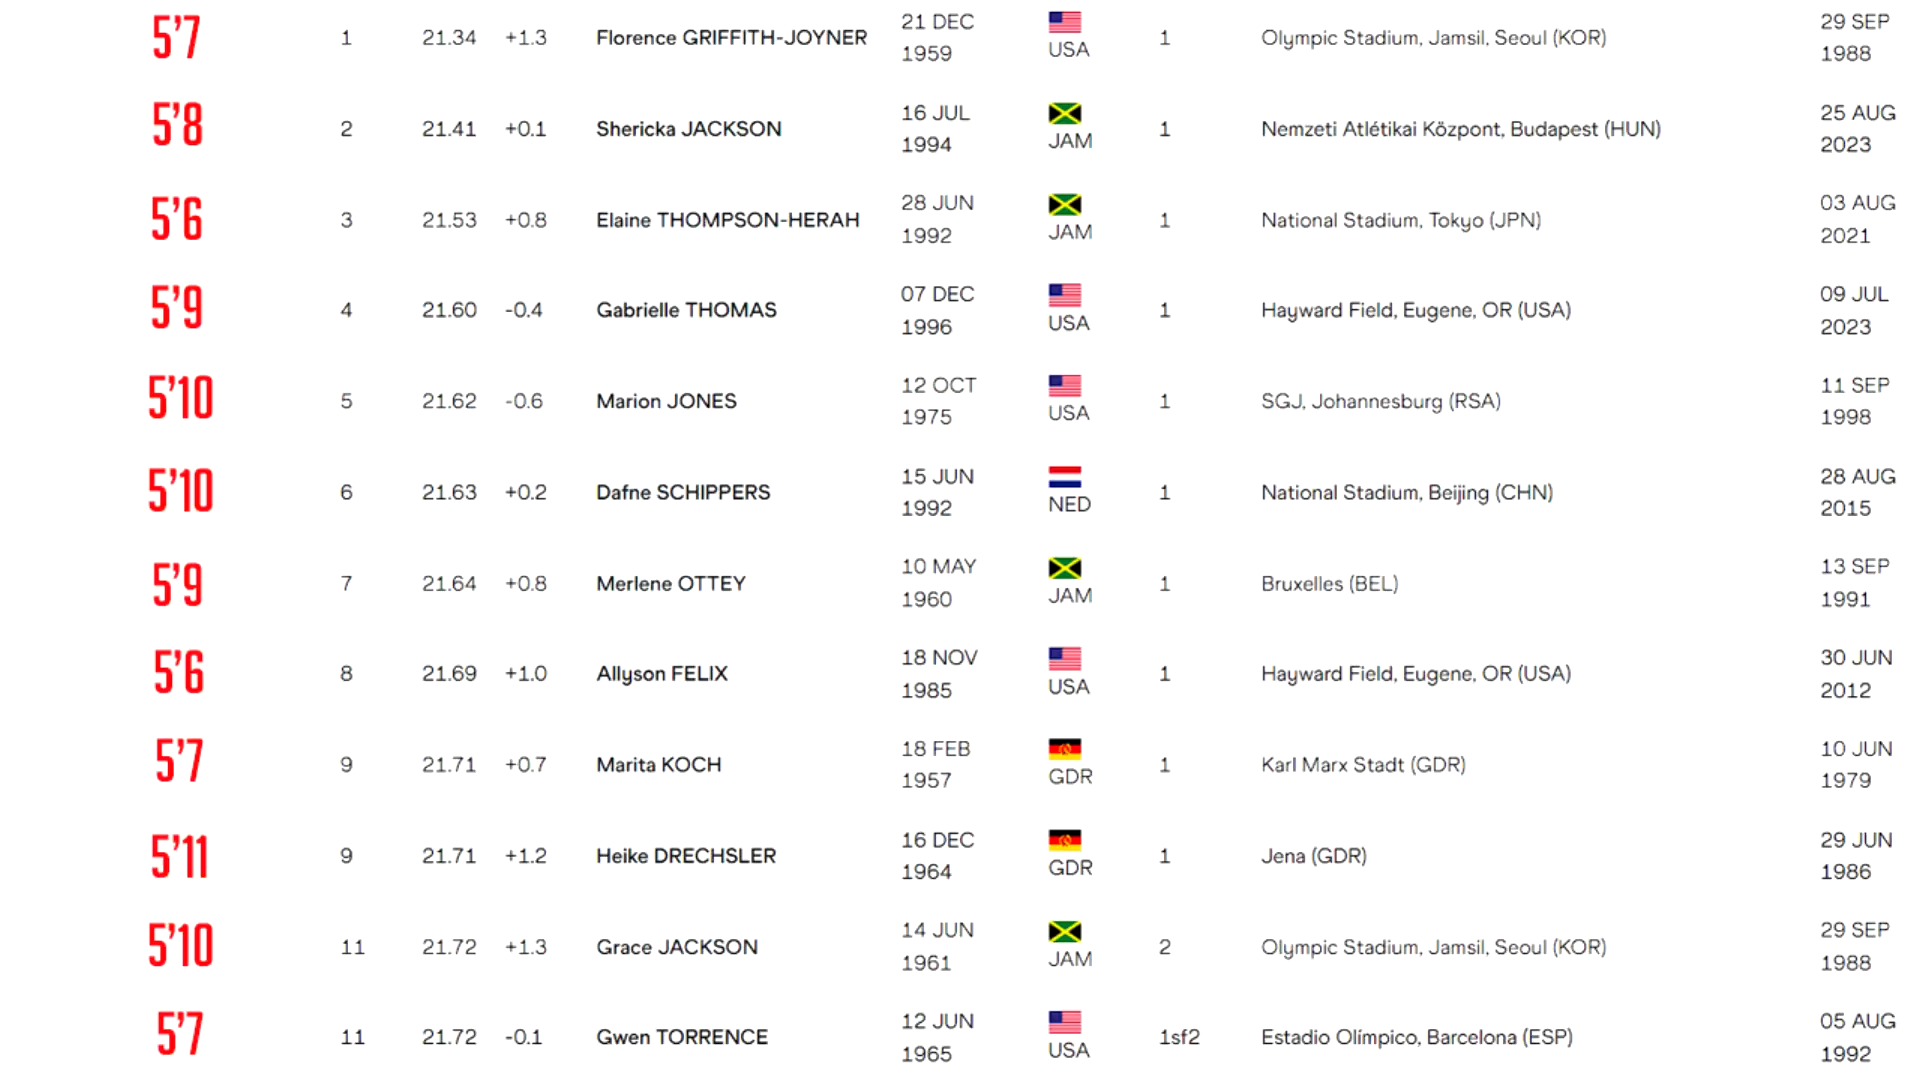 5'7 1 21.34 +1.3 Florence GRIFFITH-JOYNER 21 DEC 1959 USA 1 Olympic Stadium, Jamsil, Seoul (KOR) 29 SEP 1988
5'8 2 21.41 +0.1 Shericka JACKSON 16 JUL 1994 JAM 1 Nemzeti Atlétikai Központ, Budapest (HUN) 25 AUG 2023
5'6 3 21.53 +0.8 Elaine THOMPSON-HERAH 28 JUN 1992 JAM 1 National Stadium, Tokyo (JPN) 03 AUG 2021
5'9 4 21.60 -0.4 Gabrielle THOMAS 07 DEC 1996 USA 1 Hayward Field, Eugene, OR (USA) 09 JUL 2023
5'10 5 21.62 -0.6 Marion JONES 12 OCT 1975 USA 1 SGJ, Johannesburg (RSA) 11 SEP 1998
5'10 6 21.63 +0.2 Dafne SCHIPPERS 15 JUN 1992 NED 1 National Stadium, Beijing (CHN) 28 AUG 2015
5'9 7 21.64 +0.8 Merlene OTTEY 10 MAY 1960 JAM 1 Bruxelles (BEL) 13 SEP 1991
5'6 8 21.69 +1.0 Allyson FELIX 18 NOV 1985 USA 1 Hayward Field, Eugene, OR (USA) 30 JUN 2012
5'7 9 21.71 +0.7 Marita KOCH 18 FEB 1957 GDR 1 Karl Marx Stadt (GDR) 10 JUN 1979
5'11 9 21.71 +1.2 Heike DRECHSLER 16 DEC 1964 GDR 1 Jena (GDR) 29 JUN 1986
5'10 11 21.72 +1.3 Grace JACKSON 14 JUN 1961 JAM 2 Olympic Stadium, Jamsil, Seoul (KOR) 29 SEP 1988
5'7 11 21.72 -0.1 Gwen TORRENCE 12 JUN 1965 USA 1sf2 Estadio Olímpico, Barcelona (ESP) 05 AUG 1992